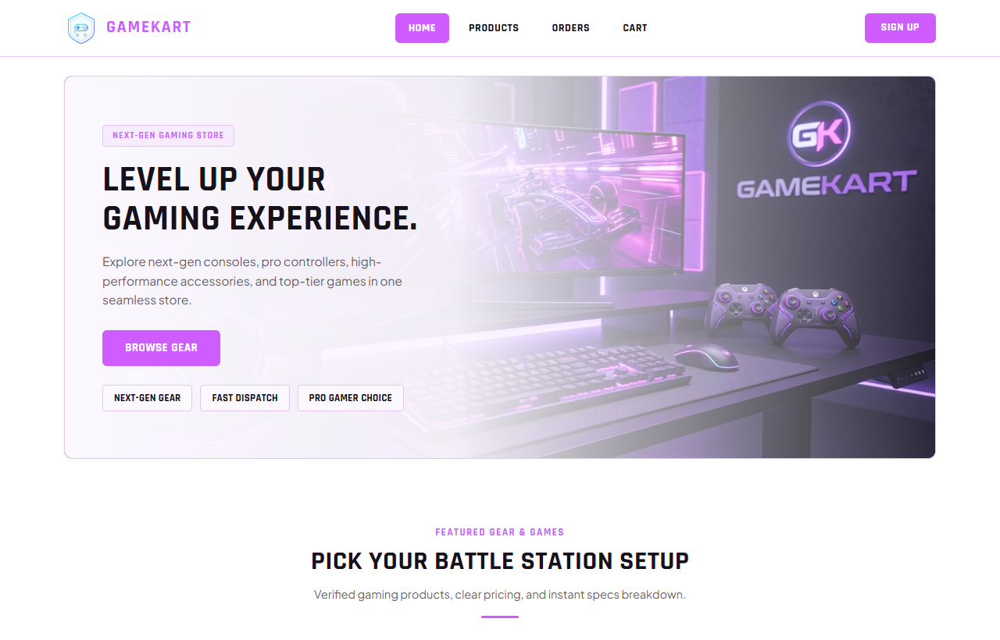 GAMEKART
HOME
PRODUCTS
ORDERS
CART
SIGN UP
NEXT-GEN GAMING STORE
LEVEL UP YOUR
GAMING EXPERIENCE.
Explore next-gen consoles, pro controllers, high-
performance accessories, and top-tier games in one
seamless store.
BROWSE GEAR
NEXT-GEN GEAR
FAST DISPATCH
PRO GAMER CHOICE
GK
GAMEKART
FEATURED GEAR & GAMES
PICK YOUR BATTLE STATION SETUP
Verified gaming products, clear pricing, and instant specs breakdown.